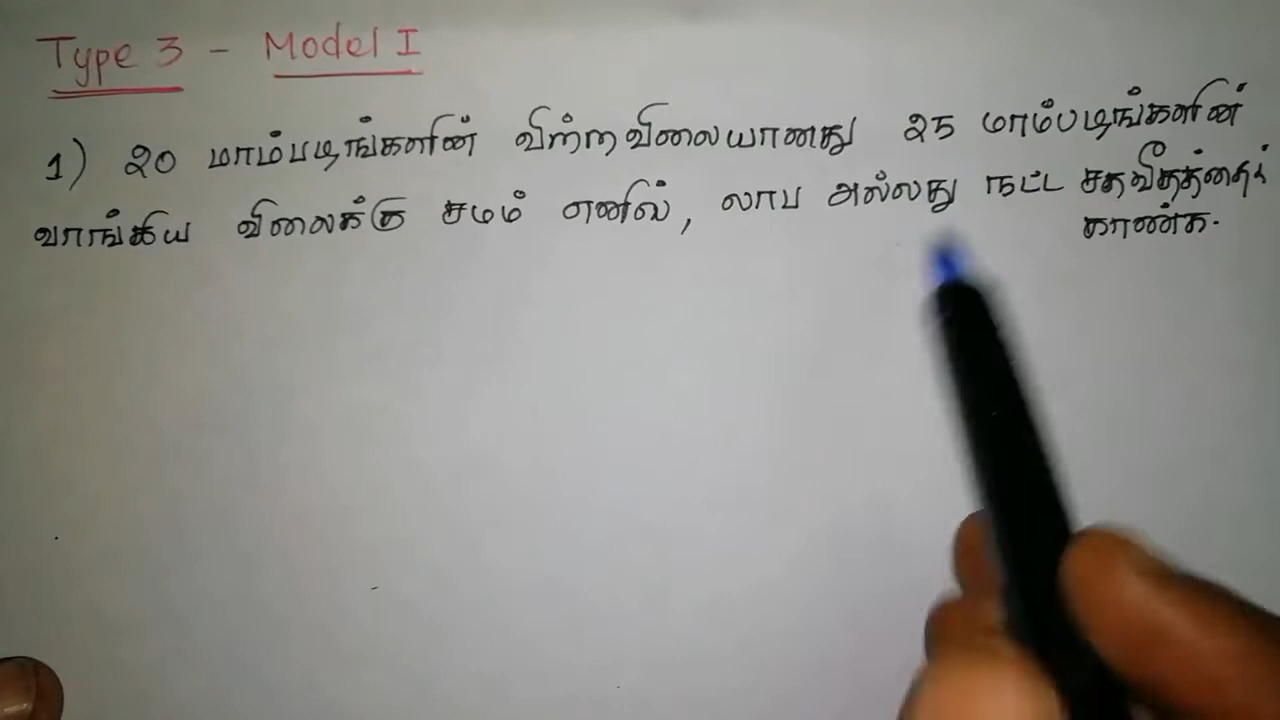 Type 3 - Model I
1) 20 மாம்பழங்களின் விற்றவிலையானது 25 மாம்பழங்களின்
வாங்கிய விலைக்கு சமம் எனில், லாப அல்லது நட்ட சதவீதத்தைக்
காண்க.